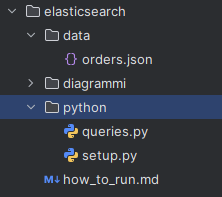 elasticsearch
data
orders.json
diagrammi
python
queries.py
setup.py
how_to_run.md